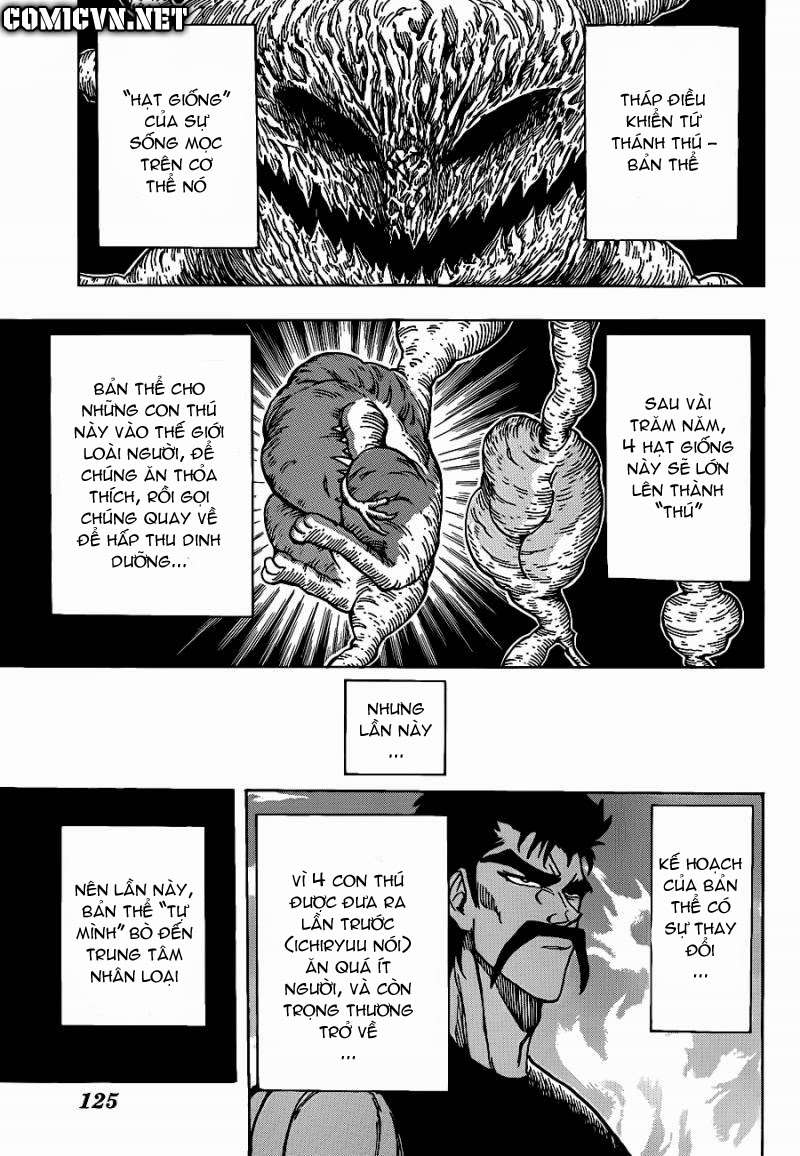 COMICVN.NET
THÁP ĐIỀU
KHIỂN TỨ
THÁNH THÚ -
BẢN THỂ
"HẠT GIỐNG"
CỦA SỰ
SỐNG MỌC
TRÊN CƠ
THỂ NÓ
SAU VÀI
TRĂM NĂM,
4 HẠT GIỐNG
NÀY SẼ LỚN
LÊN THÀNH
"THÚ"
BẢN THỂ CHO
NHỮNG CON THÚ
NÀY VÀO THẾ GIỚI
LOÀI NGƯỜI, ĐỂ
CHÚNG ĂN THỎA
THÍCH, RỒI GỌI
CHÚNG QUAY VỀ
ĐỂ HẤP THU DINH
DƯỠNG...
NHƯNG
LẦN NÀY
...
KẾ HOẠCH
CỦA BẢN
THỂ CÓ
SỰ THAY
ĐỔI
...
VÌ 4 CON THÚ
ĐƯỢC ĐƯA RA
LẦN TRƯỚC
(ICHIRYUU NÓI)
ĂN QUÁ ÍT
NGƯỜI, VÀ CÒN
TRỌNG THƯƠNG
TRỞ VỀ
...
NÊN LẦN NÀY,
BẢN THỂ "TỰ
MÌNH" BÒ ĐẾN
TRUNG TÂM
NHÂN LOẠI
125